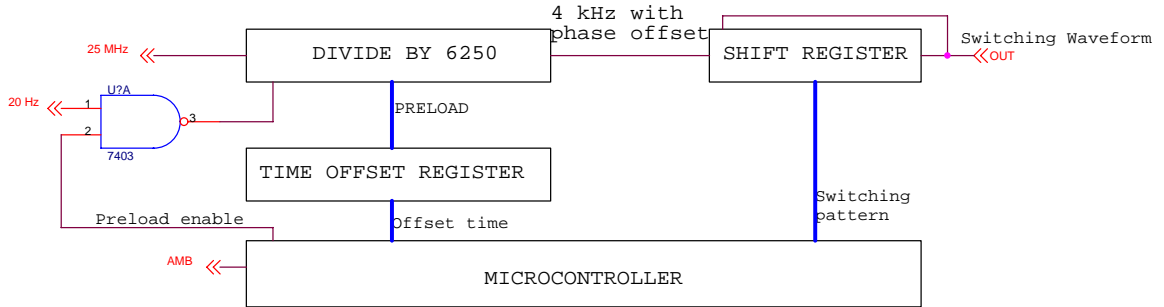 4 kHz with
phase offset
25 MHz
DIVIDE BY 6250
SHIFT REGISTER
Switching Waveform
OUT
20 Hz
U?A
1
2
3
7403
PRELOAD
TIME OFFSET REGISTER
Switching
pattern
Preload enable
Offset time
AMB
MICROCONTROLLER